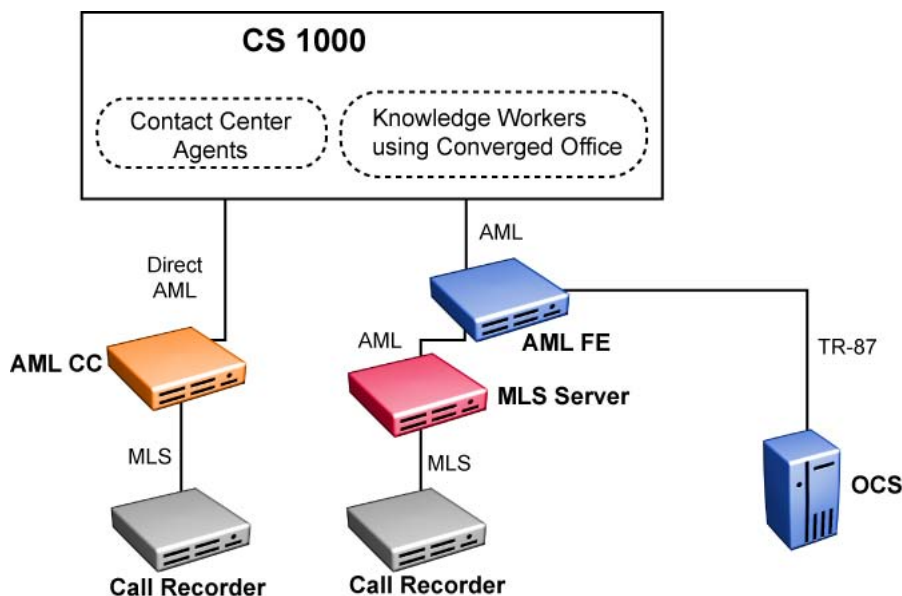 CS 1000
Contact Center
Agents
Knowledge Workers
using Converged Office
Direct
AML
AML
AML FE
AML CC
AML
TR-87
MLS Server
MLS
MLS
OCS
Call Recorder
Call Recorder